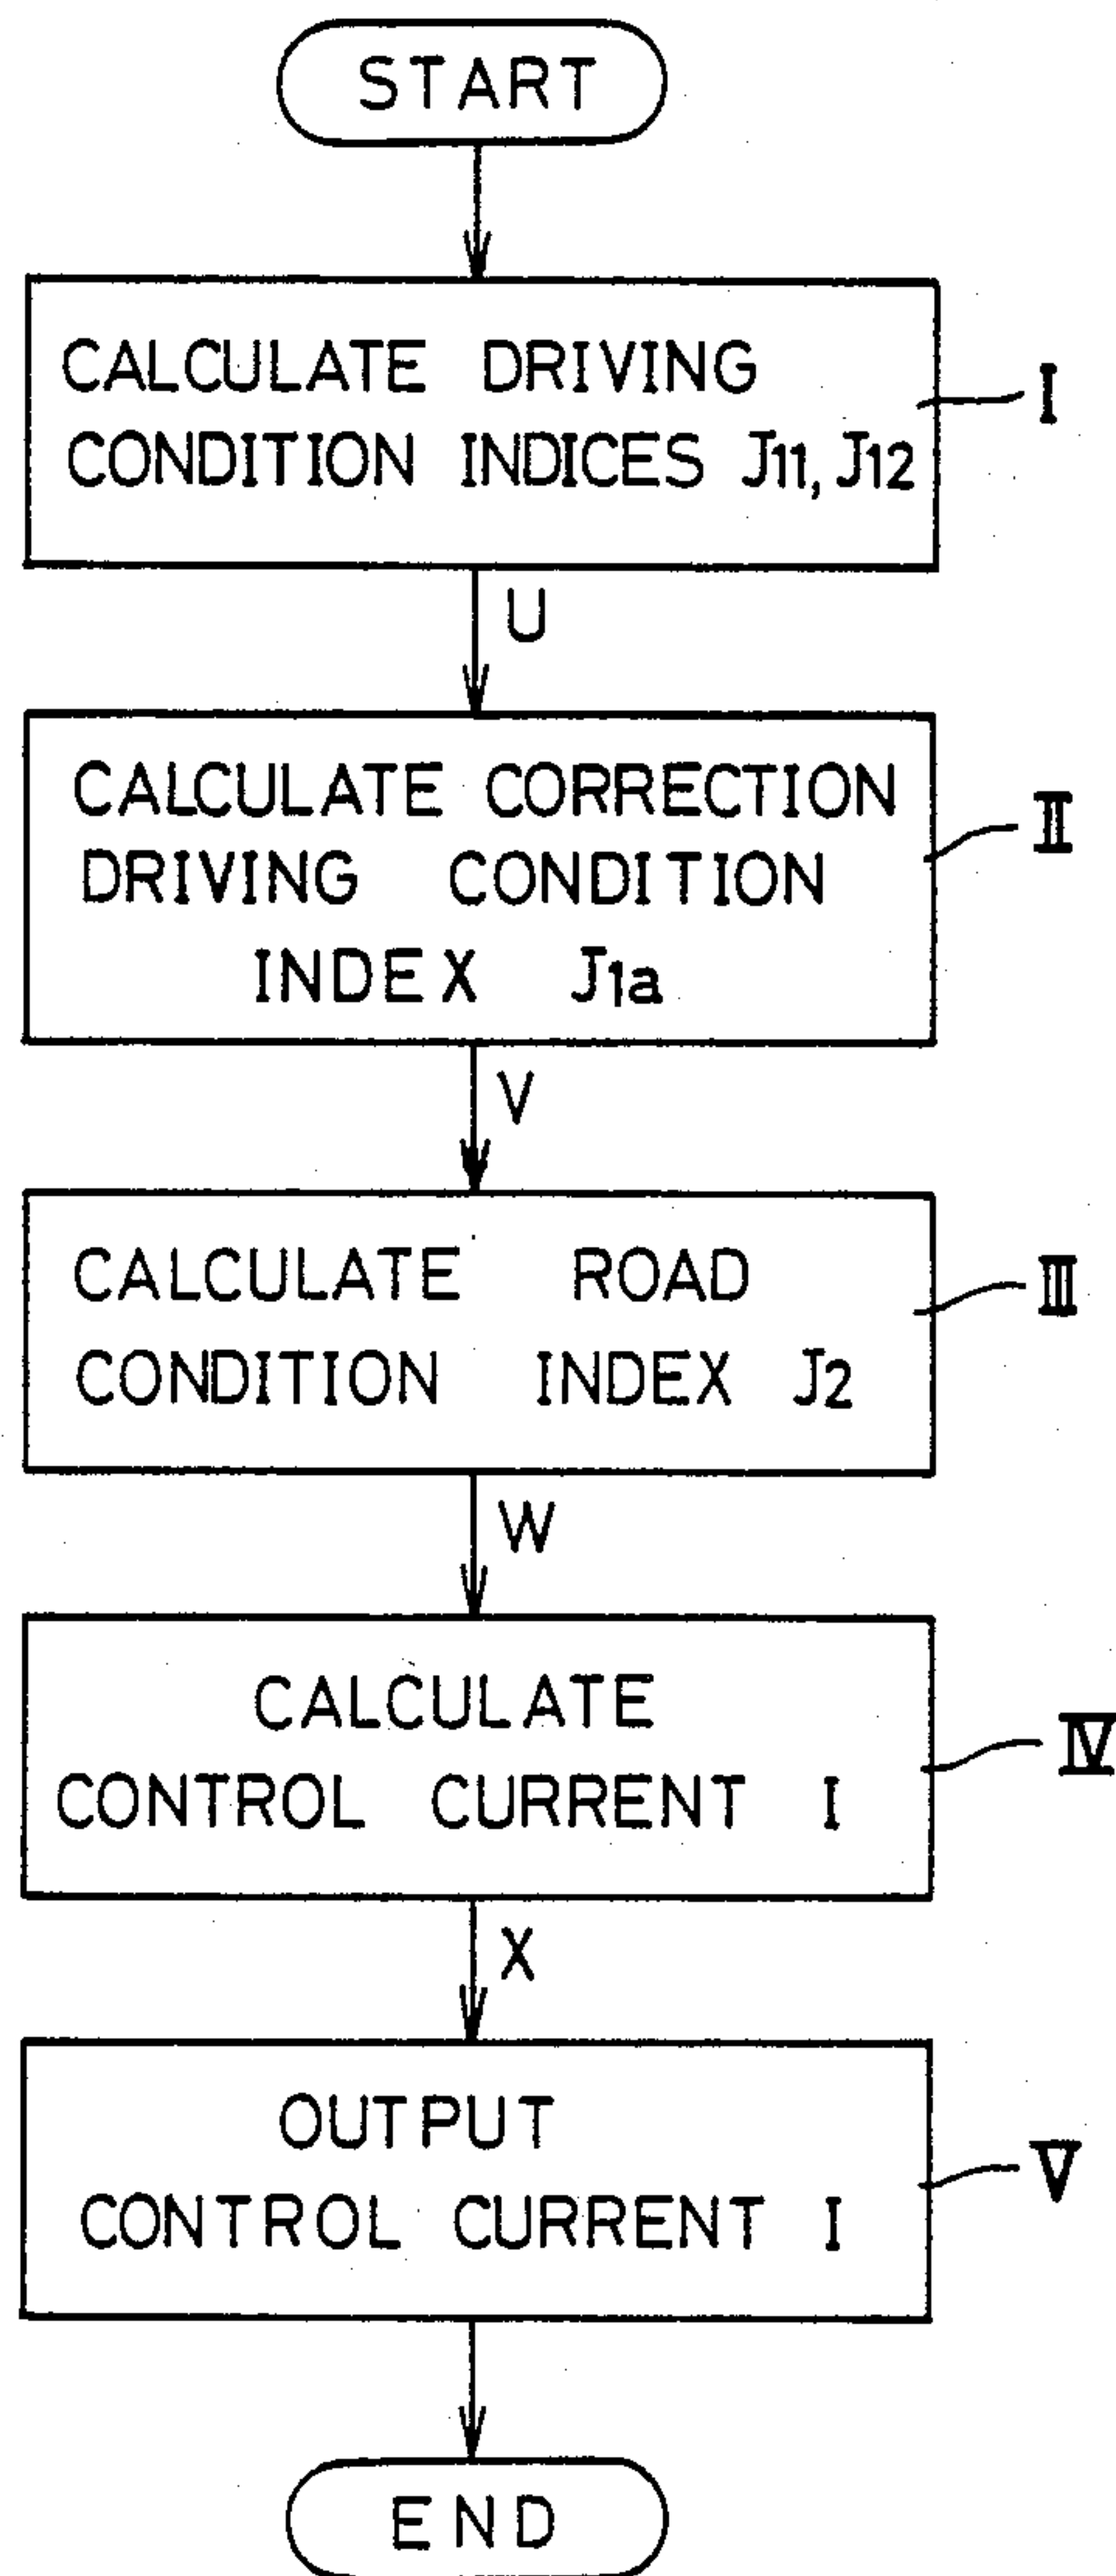 START
CALCULATE DRIVING
CONDITION INDICES J11, J12
I
U
CALCULATE CORRECTION
DRIVING CONDITION
INDEX J1a
II
V
CALCULATE ROAD
CONDITION INDEX J2
III
W
CALCULATE
CONTROL CURRENT I
IV
X
OUTPUT
CONTROL CURRENT I
V
END